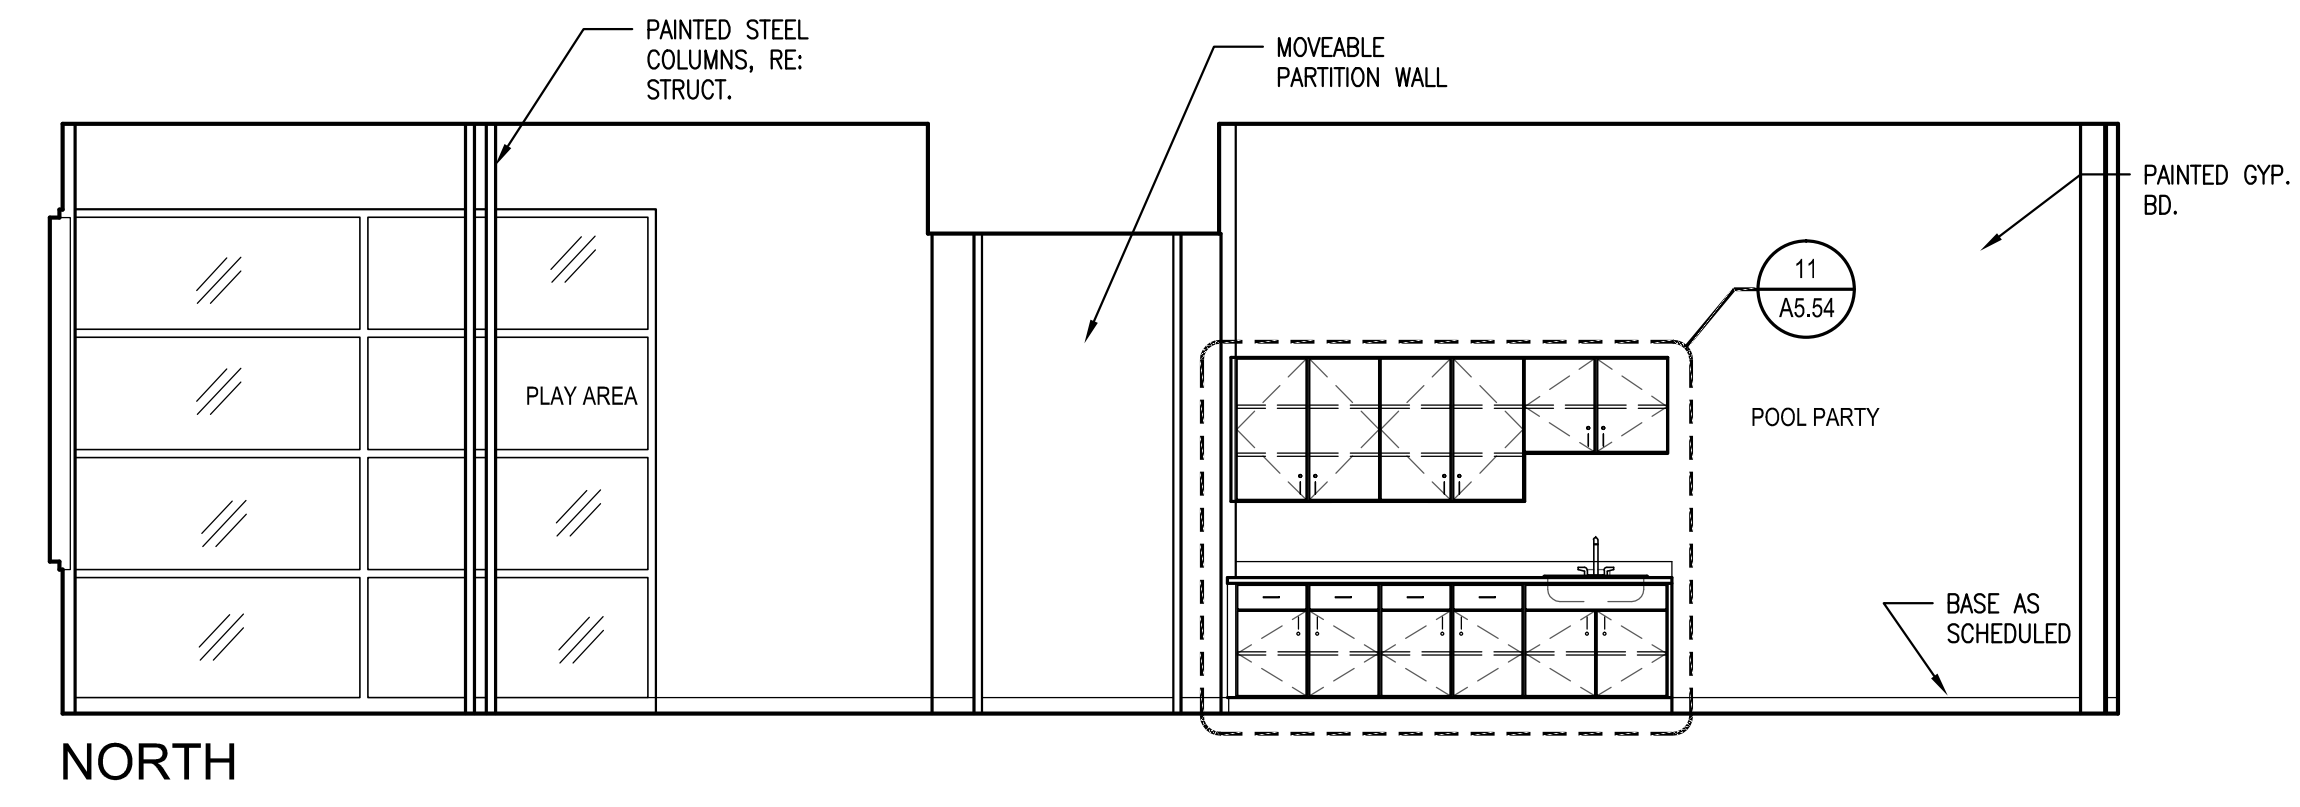 PAINTED STEEL
COLUMNS, RE:
STRUCT.
MOVEABLE
PARTITION WALL
PAINTED GYP.
BD.
11
A5.54
PLAY AREA
POOL PARTY
BASE AS
SCHEDULED
NORTH